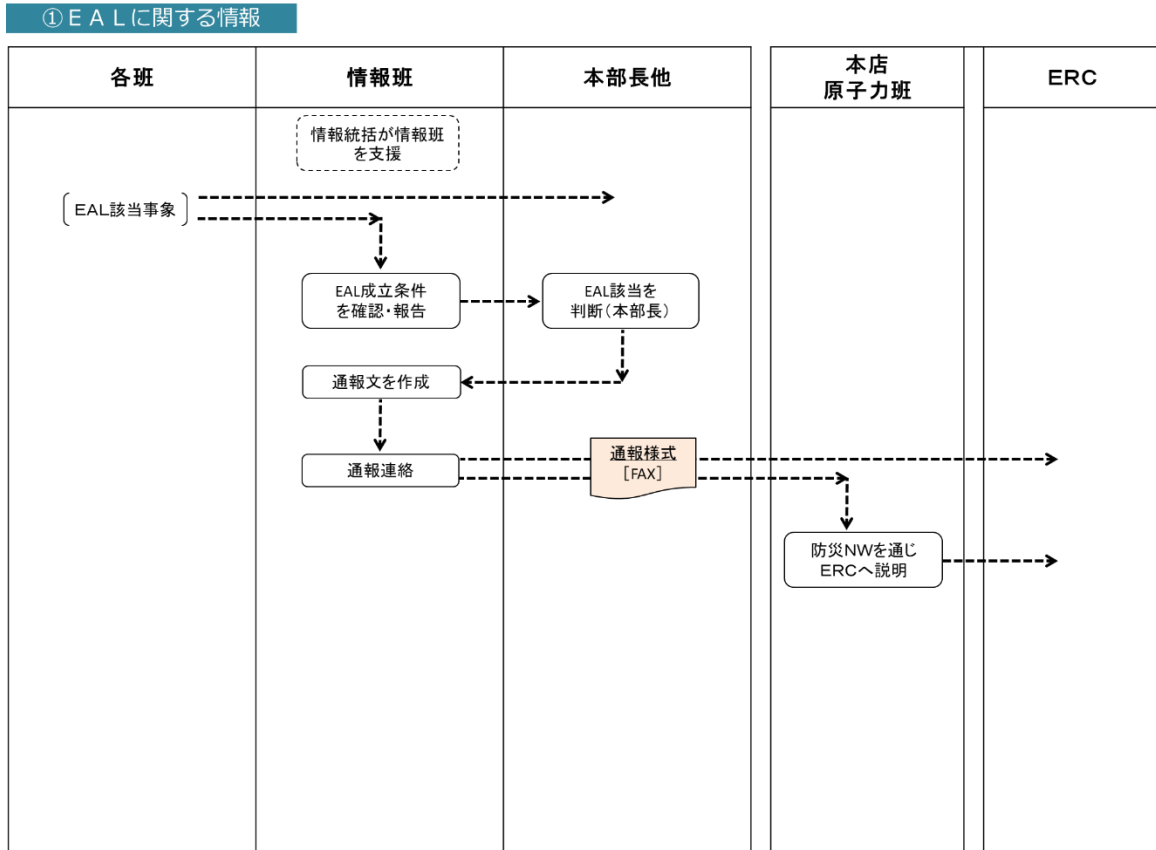 ①ＥＡＬに関する情報
各班
情報班
本部長他
本店
原子力班
ERC
情報統括が情報班
を支援
EAL該当事象
EAL成立条件
を確認・報告
EAL該当を
判断（本部長）
通報文を作成
通報連絡
通報様式
[FAX]
防災NWを通じ
ERCへ説明